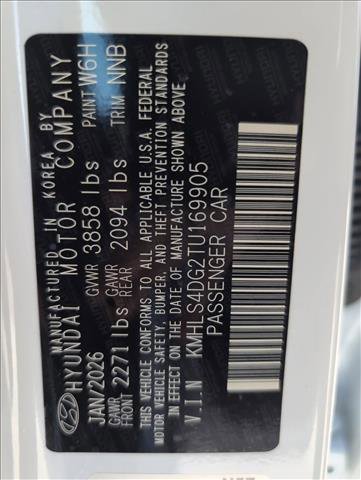 MANUFACTURED IN KOREA BY
HYUNDAI MOTOR COMPANY
JAN/2026 GVWR 3858 lbs PAINT W6H
GAWR FRONT 2271 lbs GAWR REAR 2094 lbs TRIM NNB
THIS VEHICLE CONFORMS TO ALL APPLICABLE U.S.A. FEDERAL
MOTOR VEHICLE SAFETY, BUMPER, AND THEFT PREVENTION STANDARDS
IN EFFECT ON THE DATE OF MANUFACTURE SHOWN ABOVE
V.I.N KMHLS4DG2TU169905
PASSENGER CAR